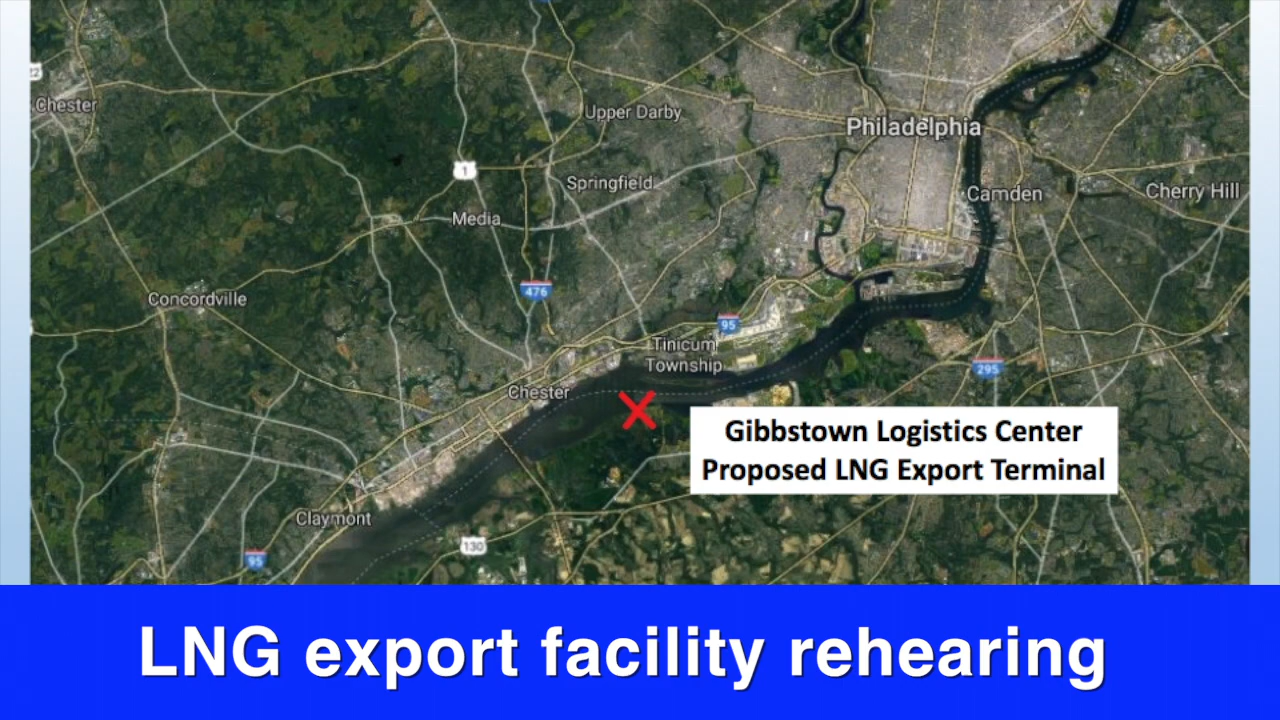 22
Chester
Upper Darby
Philadelphia
1
Springfield
Camden
Cherry Hill
Media
476
Concordville
95
Tinicum
Township
295
Chester
Gibbstown Logistics Center
Proposed LNG Export Terminal
Claymont
130
95
LNG export facility rehearing